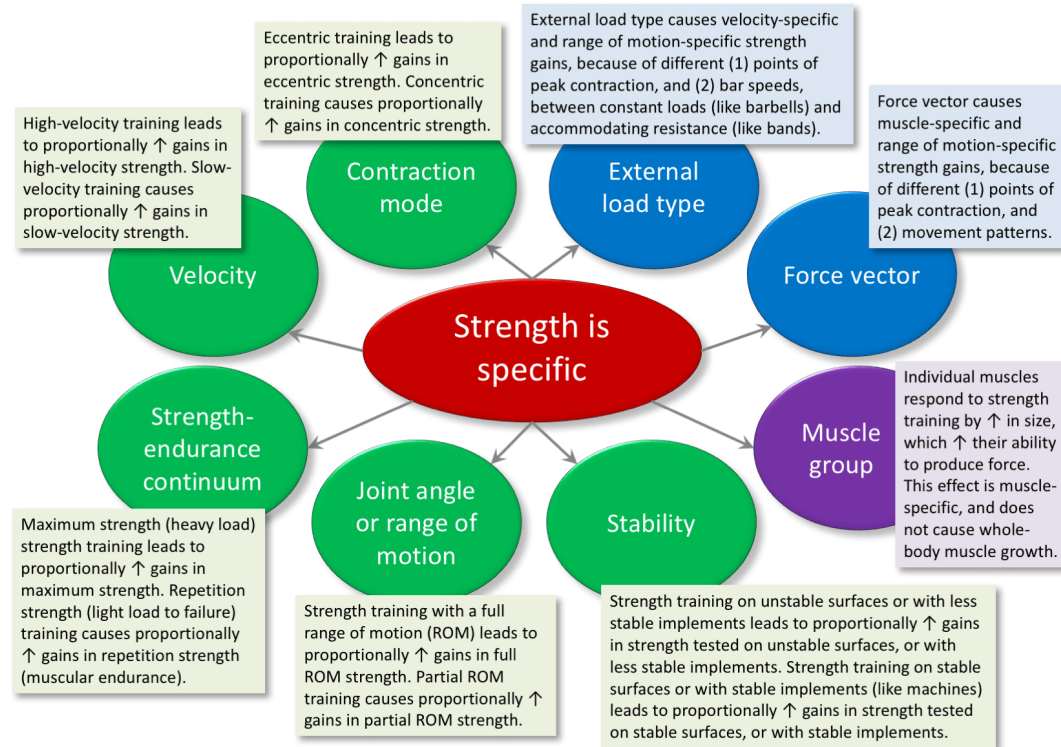 Eccentric training leads to
proportionally ↑ gains in
eccentric strength. Concentric
training causes proportionally
↑ gains in concentric strength.
External load type causes velocity-specific
and range of motion-specific strength
gains, because of different (1) points of
peak contraction, and (2) bar speeds,
between constant loads (like barbells) and
accommodating resistance (like bands).
High-velocity training leads
to proportionally ↑ gains in
high-velocity strength. Slow-
velocity training causes
proportionally ↑ gains in
slow-velocity strength.
Force vector causes
muscle-specific and
range of motion-specific
strength gains, because
of different (1) points of
peak contraction, and
(2) movement patterns.
Contraction
mode
External
load type
Velocity
Force vector
Strength is
specific
Strength-
endurance
continuum
Joint angle
or range of
motion
Stability
Muscle
group
Individual muscles
respond to strength
training by ↑ in size,
which ↑ their ability
to produce force.
This effect is muscle-
specific, and does
not cause whole-
body muscle growth.
Maximum strength (heavy load)
strength training leads to
proportionally ↑ gains in
maximum strength. Repetition
strength (light load to failure)
training causes proportionally
↑ gains in repetition strength
(muscular endurance).
Strength training with a full
range of motion (ROM) leads to
proportionally ↑ gains in full
ROM strength. Partial ROM
training causes proportionally ↑
gains in partial ROM strength.
Strength training on unstable surfaces or with less
stable implements leads to proportionally ↑ gains
in strength tested on unstable surfaces, or with
less stable implements. Strength training on stable
surfaces or with stable implements (like machines)
leads to proportionally ↑ gains in strength tested
on stable surfaces, or with stable implements.